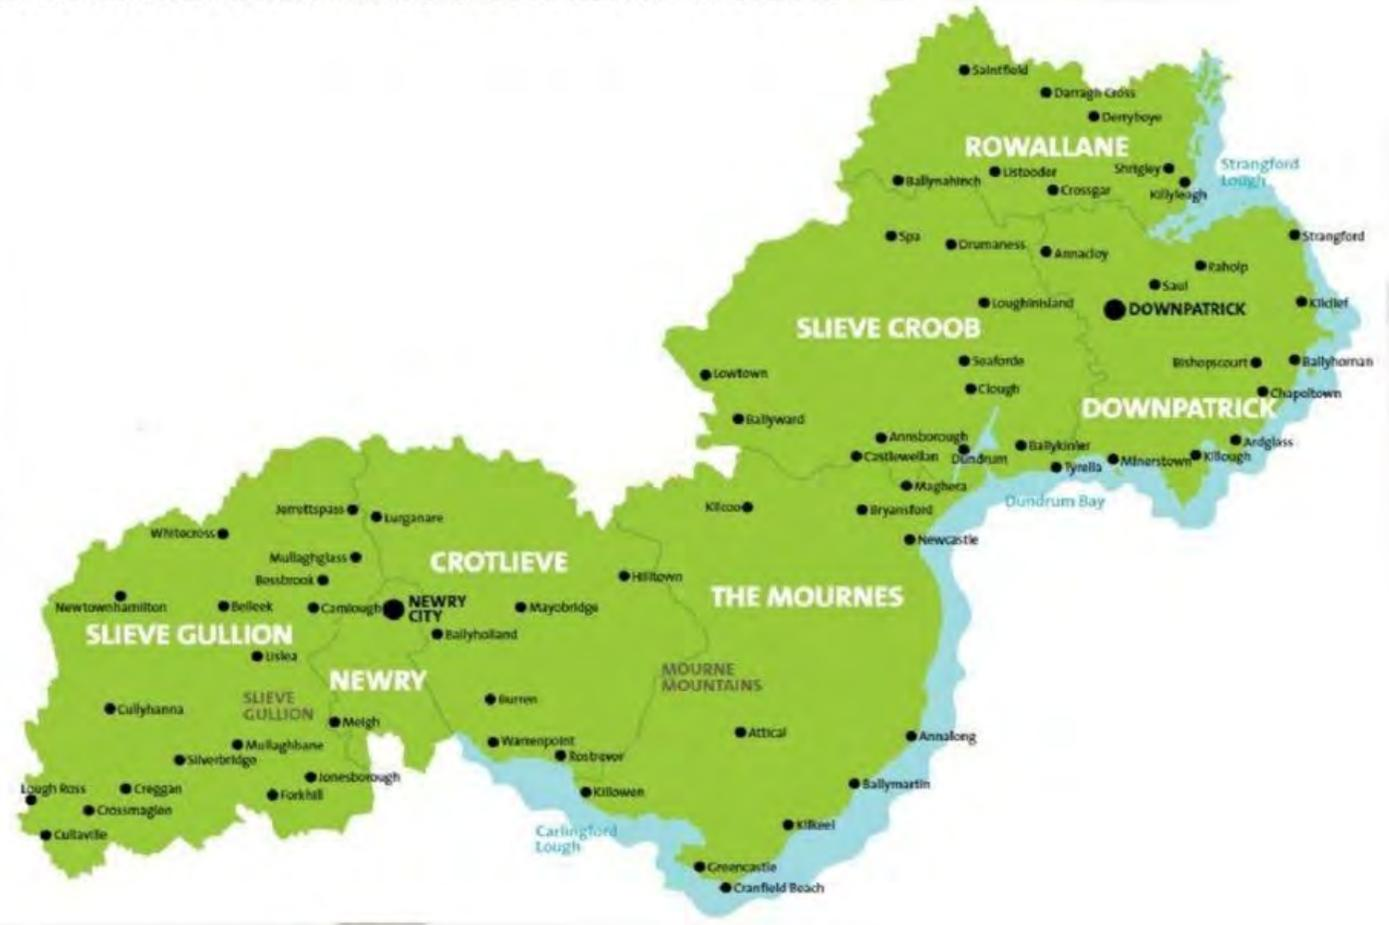 Saintfield
Darragh Cross
Derryboye
ROWALLANE
Strangford
Lough
Listooder
Shrigley
Ballynahinch
Crossgar
Killyleagh
Spa
Drumaness
Annacloy
Strangford
Raholp
Saul
Loughinisland
DOWNPATRICK
Kilclief
SLIEVE CROOB
Seaforde
Bishopscourt
Ballyhornan
Lowtown
Clough
Chapeltown
DOWNPATRICK
Ballyward
Annsborough
Castlewellan
Dundrum
Ballykinler
Tyrella
Minerstown
Killough
Ardglass
Maghera
Dundrum Bay
Kilcoo
Bryansford
Newcastle
Jerrettspass
Lurganare
Whitecross
Mullaghglass
Bessbrook
CROTLIEVE
Hilltown
Newtownhamilton
Belleek
Camlough
NEWRY
CITY
Mayobridge
THE MOURNES
Ballyholland
SLIEVE GULLION
Lislea
NEWRY
MOURNE
MOUNTAINS
SLIEVE
GULLION
Burren
Cullyhanna
Meigh
Attical
Annalong
Mullaghbane
Silverbridge
Warrenpoint
Rostrevor
Jonesborough
Lough Ross
Creggan
Forkhill
Killowen
Ballymartin
Crossmaglen
Cullaville
Carlingford
Lough
Kilkeel
Greencastle
Cranfield Beach